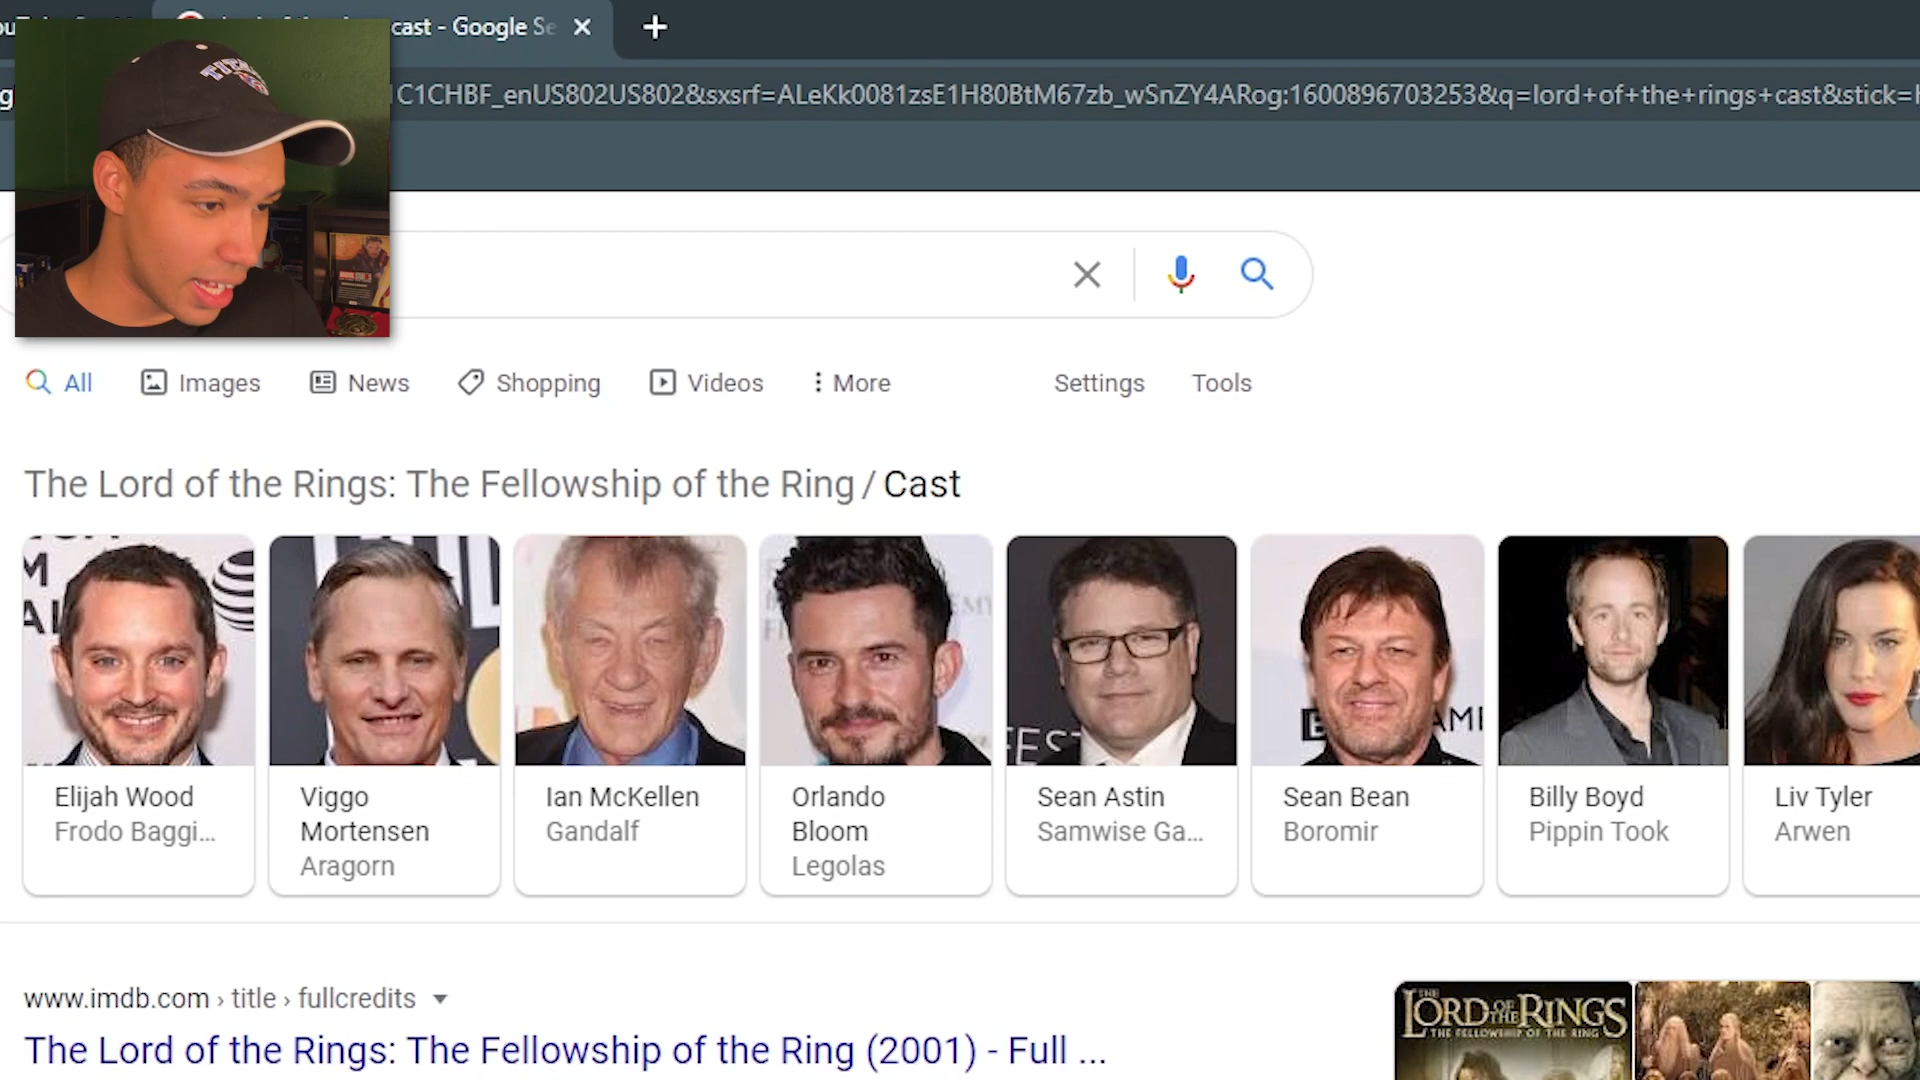 cast - Google Se
1C1CHBF_enUS802US802&sxsrf=ALeKk0081zsE1H80BtM67zb_wSnZY4ARog:1600896703253&q=lord+of+the+rings+cast&stick=
TITANS
All Images News Shopping Videos More Settings Tools
The Lord of the Rings: The Fellowship of the Ring / Cast
Elijah Wood
Frodo Baggi...
Viggo
Mortensen
Aragorn
Ian McKellen
Gandalf
Orlando
Bloom
Legolas
Sean Astin
Samwise Ga...
Sean Bean
Boromir
Billy Boyd
Pippin Took
Liv Tyler
Arwen
www.imdb.com › title › fullcredits
The Lord of the Rings: The Fellowship of the Ring (2001) - Full ...
THE
LORD OF THE RINGS
THE FELLOWSHIP OF THE RING